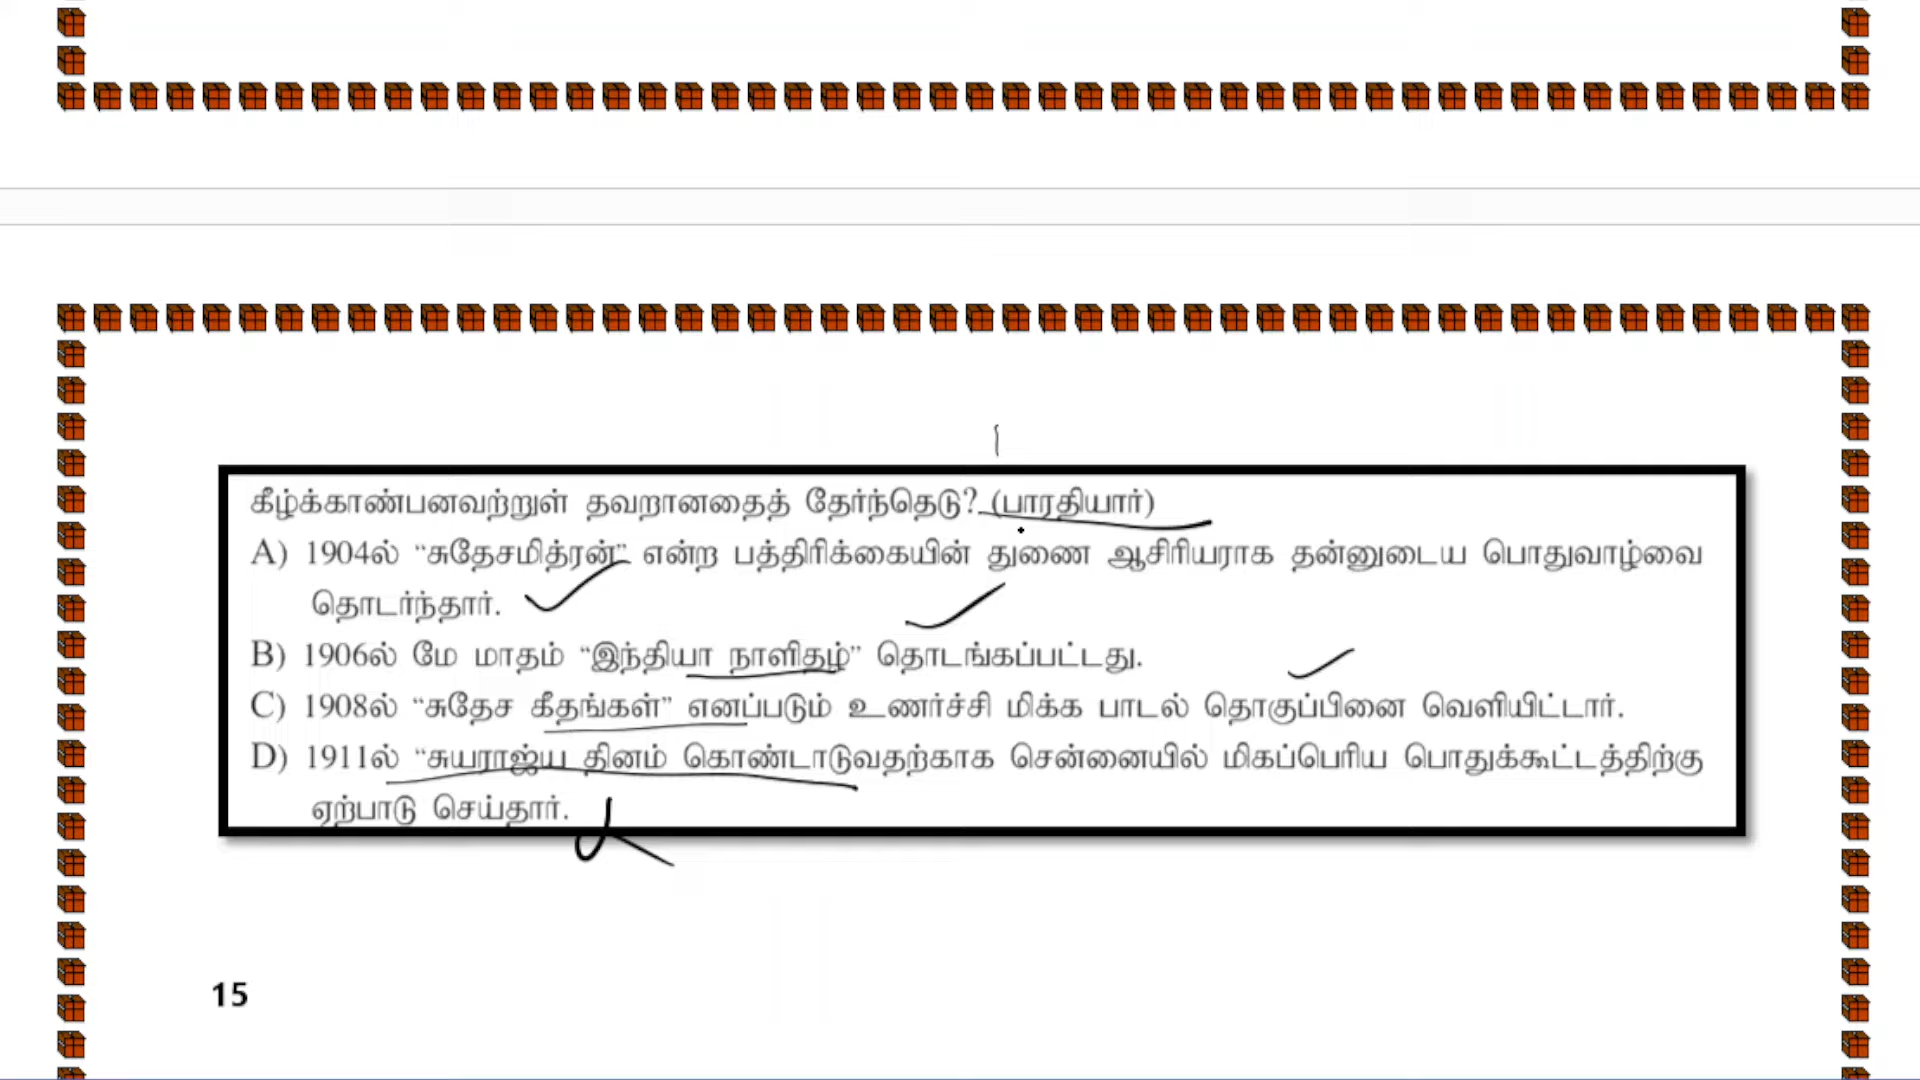 கீழ்க்காண்பனவற்றுள் தவறானதைத் தேர்ந்தெடு? (பாரதியார்)
A) 1904ல் “சுதேசமித்ரன்” என்ற பத்திரிக்கையின் துணை ஆசிரியராக தன்னுடைய பொதுவாழ்வை
தொடர்ந்தார்.
B) 1906ல் மே மாதம் “இந்தியா நாளிதழ்” தொடங்கப்பட்டது.
C) 1908ல் “சுதேச கீதங்கள்” எனப்படும் உணர்ச்சி மிக்க பாடல் தொகுப்பினை வெளியிட்டார்.
D) 1911ல் “சுயராஜ்ய தினம் கொண்டாடுவதற்காக சென்னையில் மிகப்பெரிய பொதுக்கூட்டத்திற்கு
ஏற்பாடு செய்தார்.
15